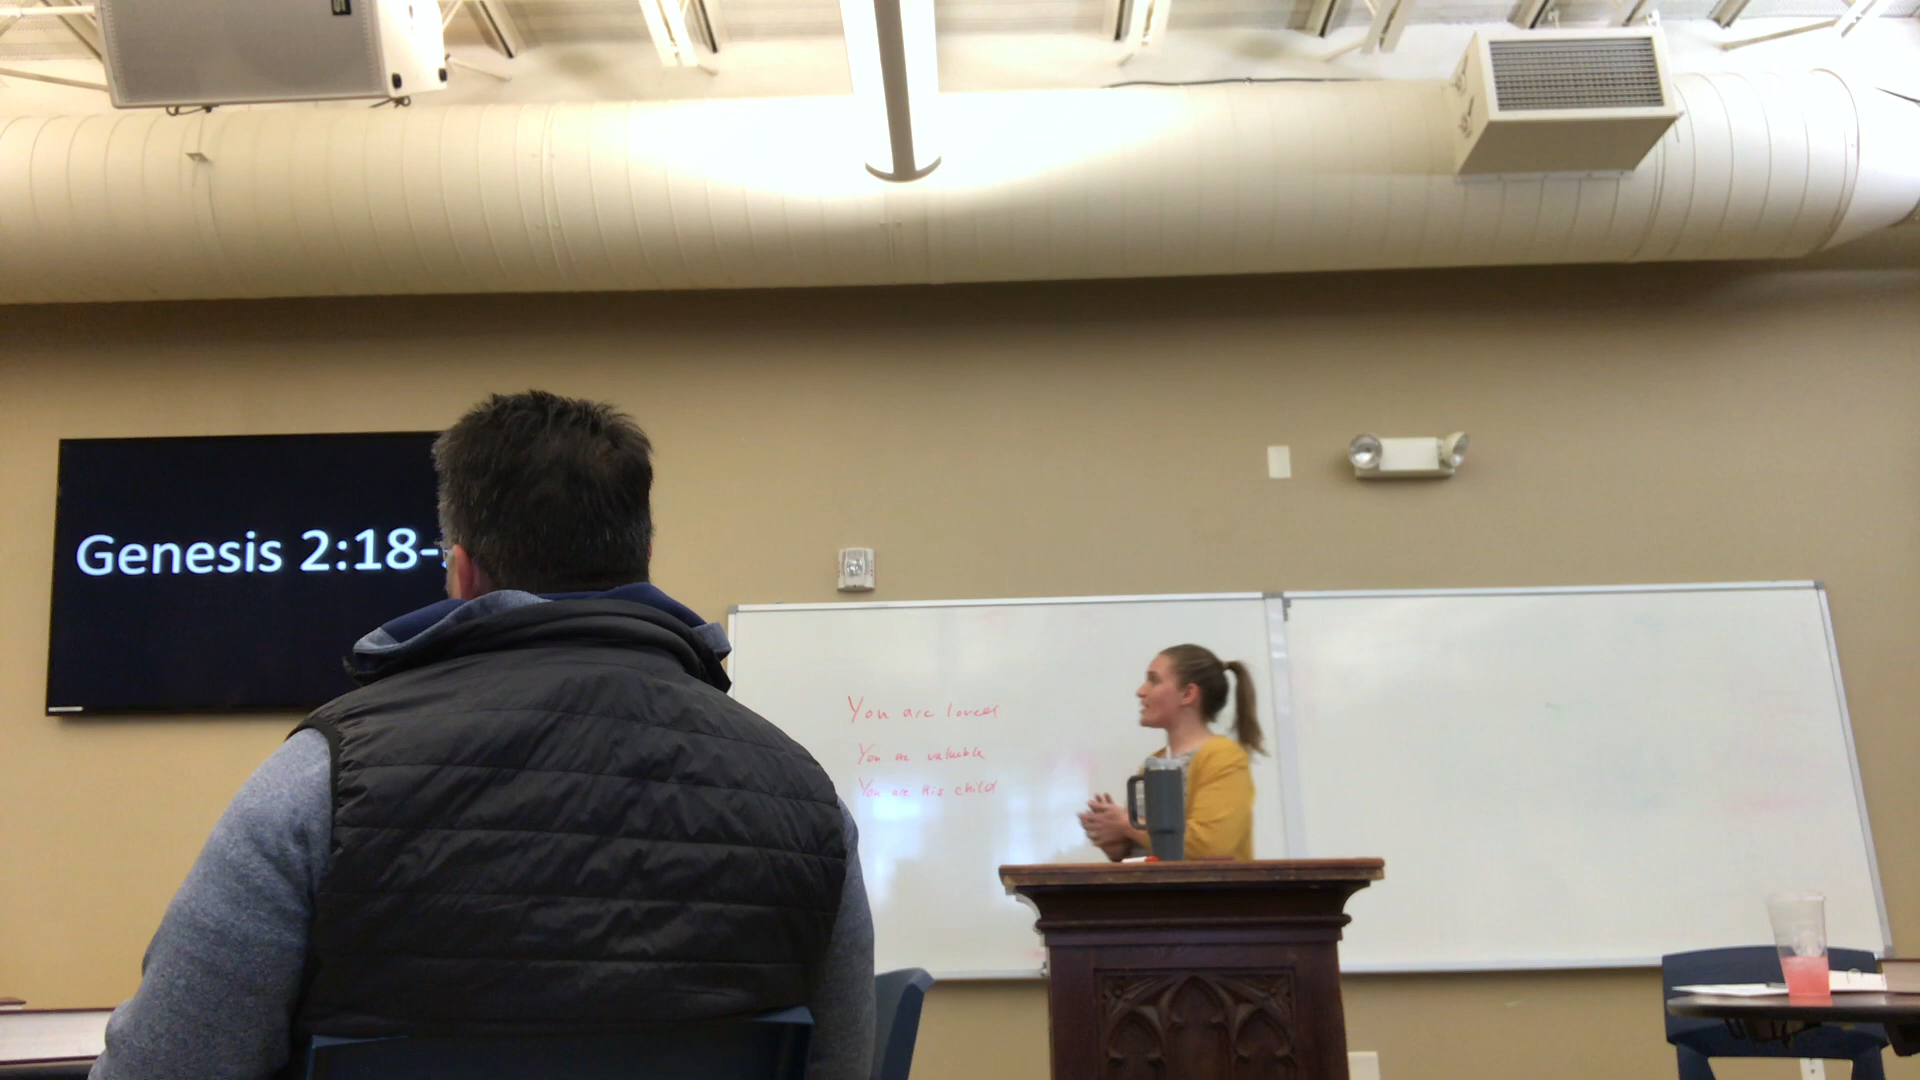 Genesis 2:18-
You are loved
You are valuable
You are His child